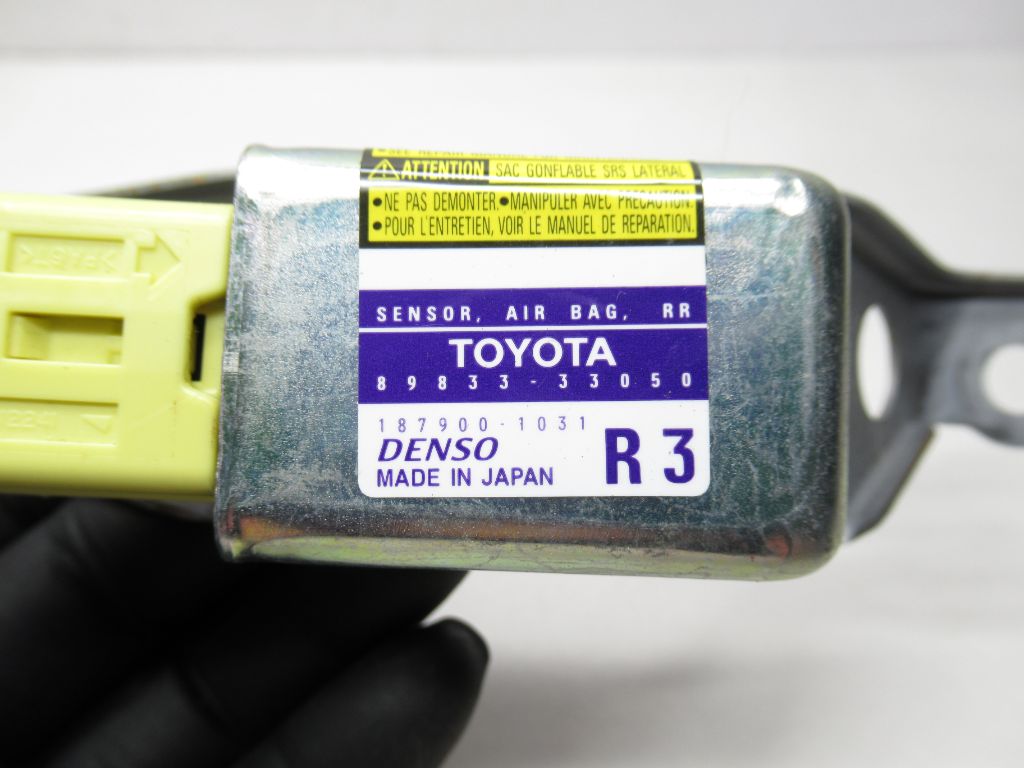 ATTENTION SAC GONFLABLE SRS LATERAL
•NE PAS DEMONTER.•MANIPULER AVEC PRECAUTION.
•POUR L'ENTRETIEN, VOIR LE MANUEL DE REPARATION.
SENSOR, AIR BAG, RR
TOYOTA
89833-33050
187900-1031
DENSO
MADE IN JAPAN
R3